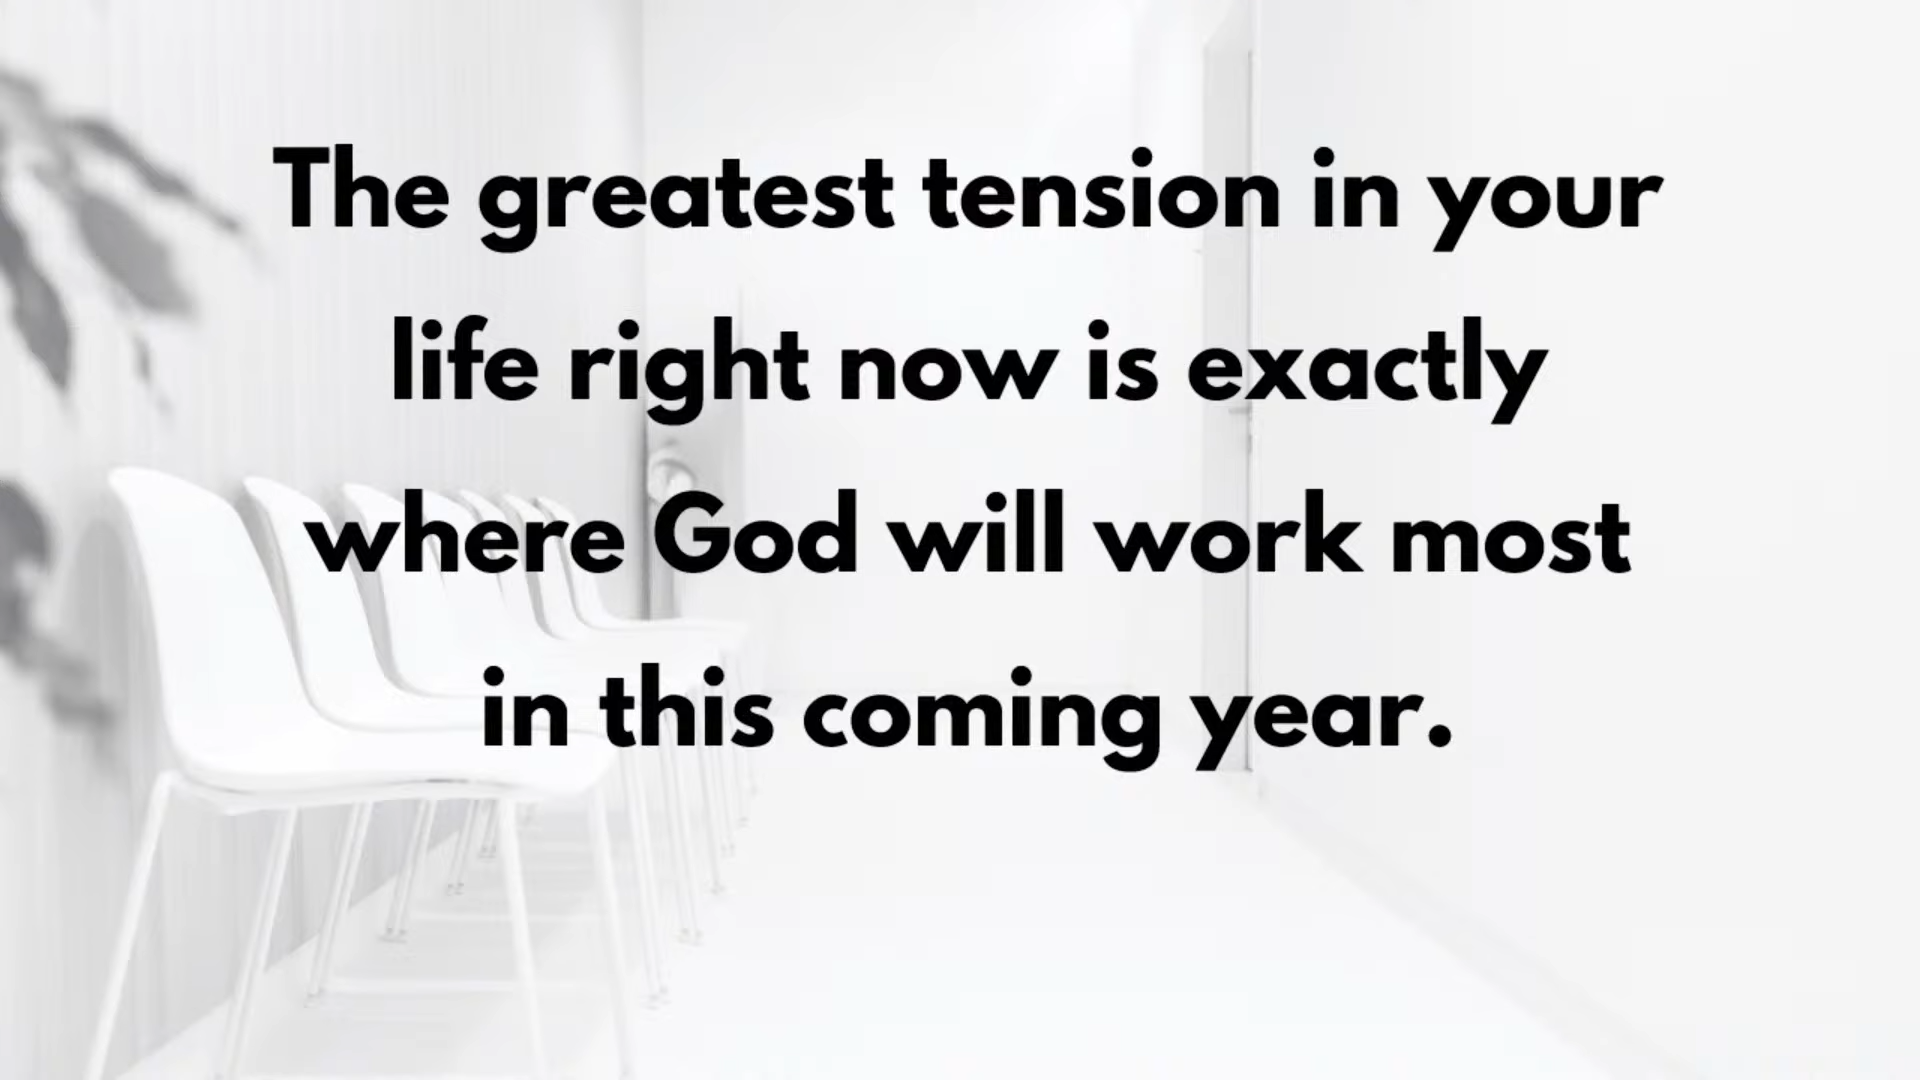 The greatest tension in your
life right now is exactly
where God will work most
in this coming year.